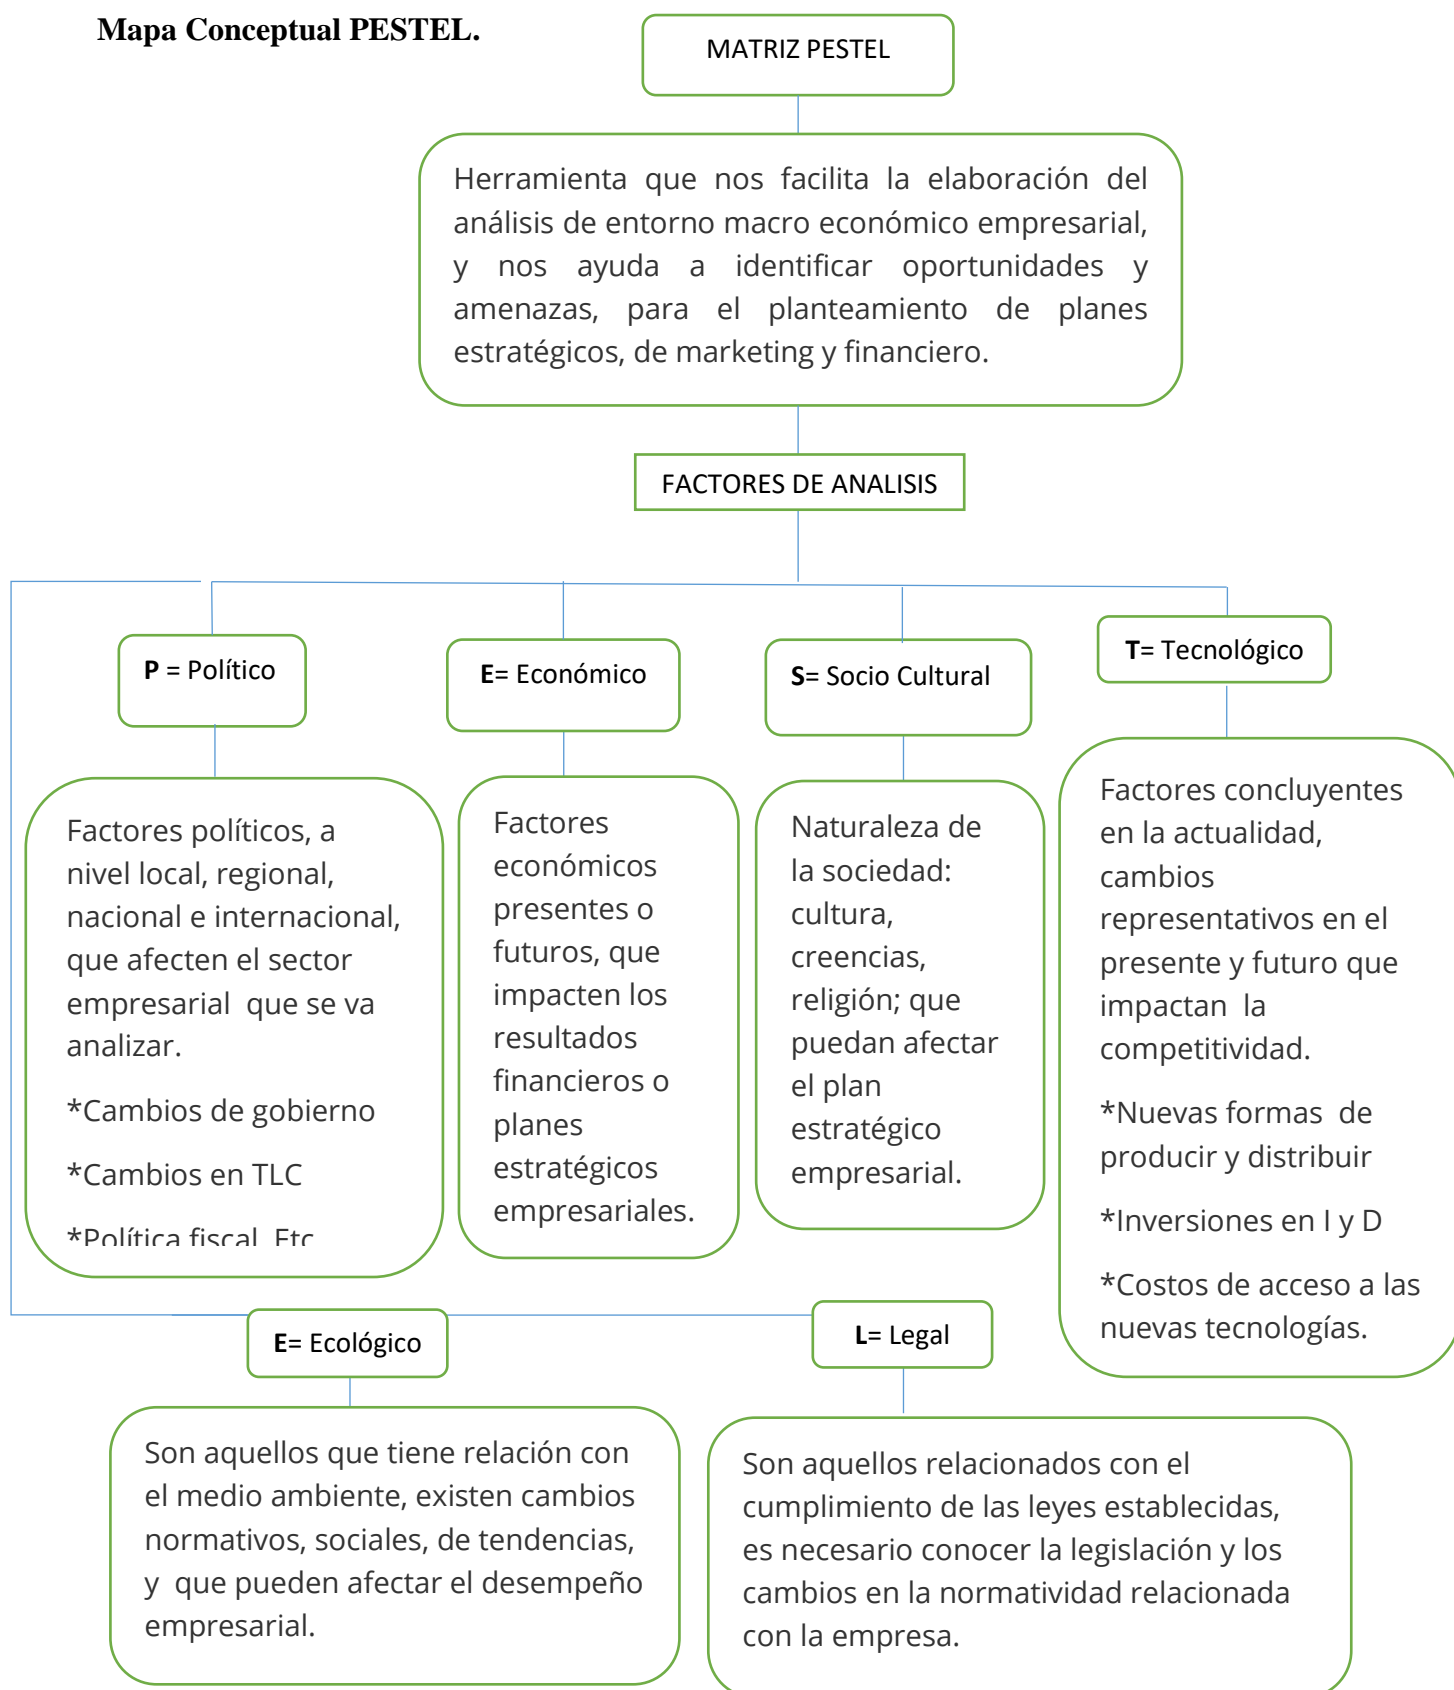 Mapa Conceptual PESTEL.
MATRIZ PESTEL
Herramienta que nos facilita la elaboración del
análisis de entorno macro económico empresarial,
y nos ayuda a identificar oportunidades y
amenazas, para el planteamiento de planes
estratégicos, de marketing y financiero.
FACTORES DE ANALISIS
P = Político
E= Económico
S= Socio Cultural
T= Tecnológico
Factores políticos, a
nivel local, regional,
nacional e internacional,
que afecten el sector
empresarial que se va
analizar.
*Cambios de gobierno
*Cambios en TLC
*Política fiscal Etc
Factores
económicos
presentes o
futuros, que
impacten los
resultados
financieros o
planes
estratégicos
empresariales.
Naturaleza de
la sociedad:
cultura,
creencias,
religión; que
puedan afectar
el plan
estratégico
empresarial.
Factores concluyentes
en la actualidad,
cambios
representativos en el
presente y futuro que
impactan la
competitividad.
*Nuevas formas de
producir y distribuir
*Inversiones en I y D
*Costos de acceso a las
nuevas tecnologías.
E= Ecológico
L= Legal
Son aquellos que tiene relación con
el medio ambiente, existen cambios
normativos, sociales, de tendencias,
y que pueden afectar el desempeño
empresarial.
Son aquellos relacionados con el
cumplimiento de las leyes establecidas,
es necesario conocer la legislación y los
cambios en la normatividad relacionada
con la empresa.